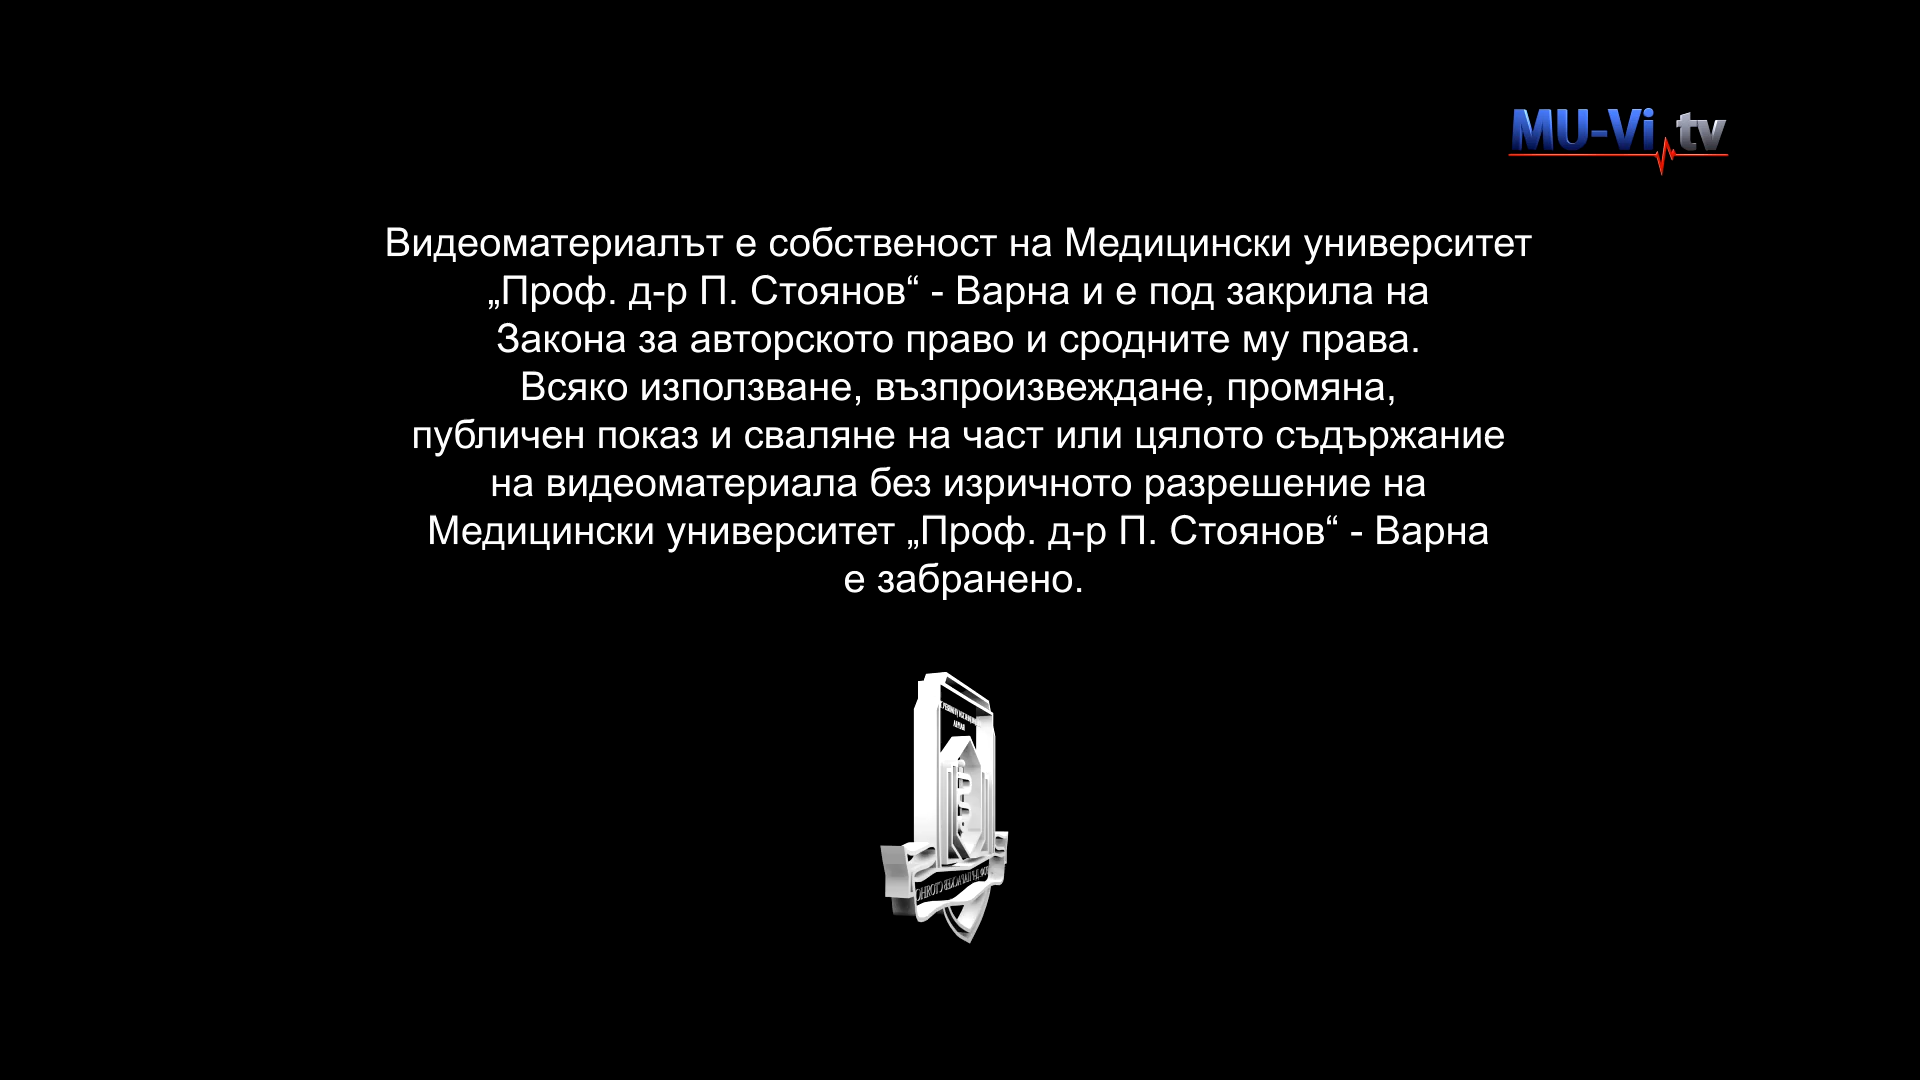 MU-Vi.tv
Видеоматериалът е собственост на Медицински университет
„Проф. д-р П. Стоянов“ - Варна и е под закрила на
Закона за авторското право и сродните му права.
Всяко използване, възпроизвеждане, промяна,
публичен показ и сваляне на част или цялото съдържание
на видеоматериала без изричното разрешение на
Медицински университет „Проф. д-р П. Стоянов“ - Варна
е забранено.